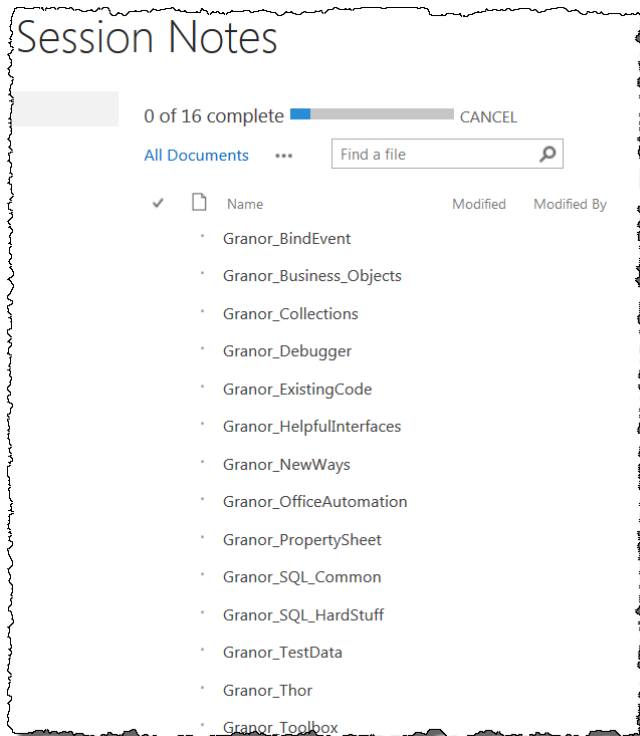 Session Notes
0 of 16 complete CANCEL
All Documents ••• Find a file
Name Modified Modified By
Granor_BindEvent
Granor_Business_Objects
Granor_Collections
Granor_Debugger
Granor_ExistingCode
Granor_HelpfulInterfaces
Granor_NewWays
Granor_OfficeAutomation
Granor_PropertySheet
Granor_SQL_Common
Granor_SQL_HardStuff
Granor_TestData
Granor_Thor
Granor_Toolbox